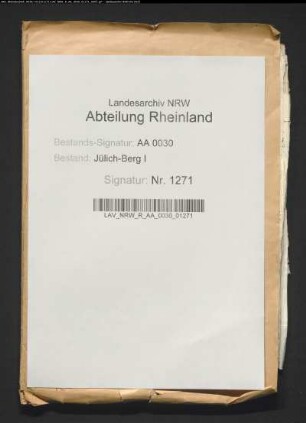 Landesarchiv NRW
Abteilung Rheinland
Bestands-Signatur: AA 0030
Bestand: Jülich-Berg I
Signatur: Nr. 1271
LAV_NRW_R_AA_0030_01271